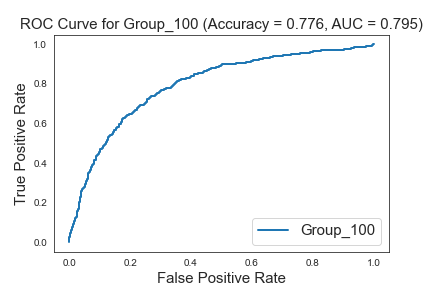 ROC Curve for Group_100 (Accuracy = 0.776, AUC = 0.795)
1.0
0.8
0.6
0.4
0.2
0.0
True Positive Rate
Group_100
0.0 0.2 0.4 0.6 0.8 1.0
False Positive Rate